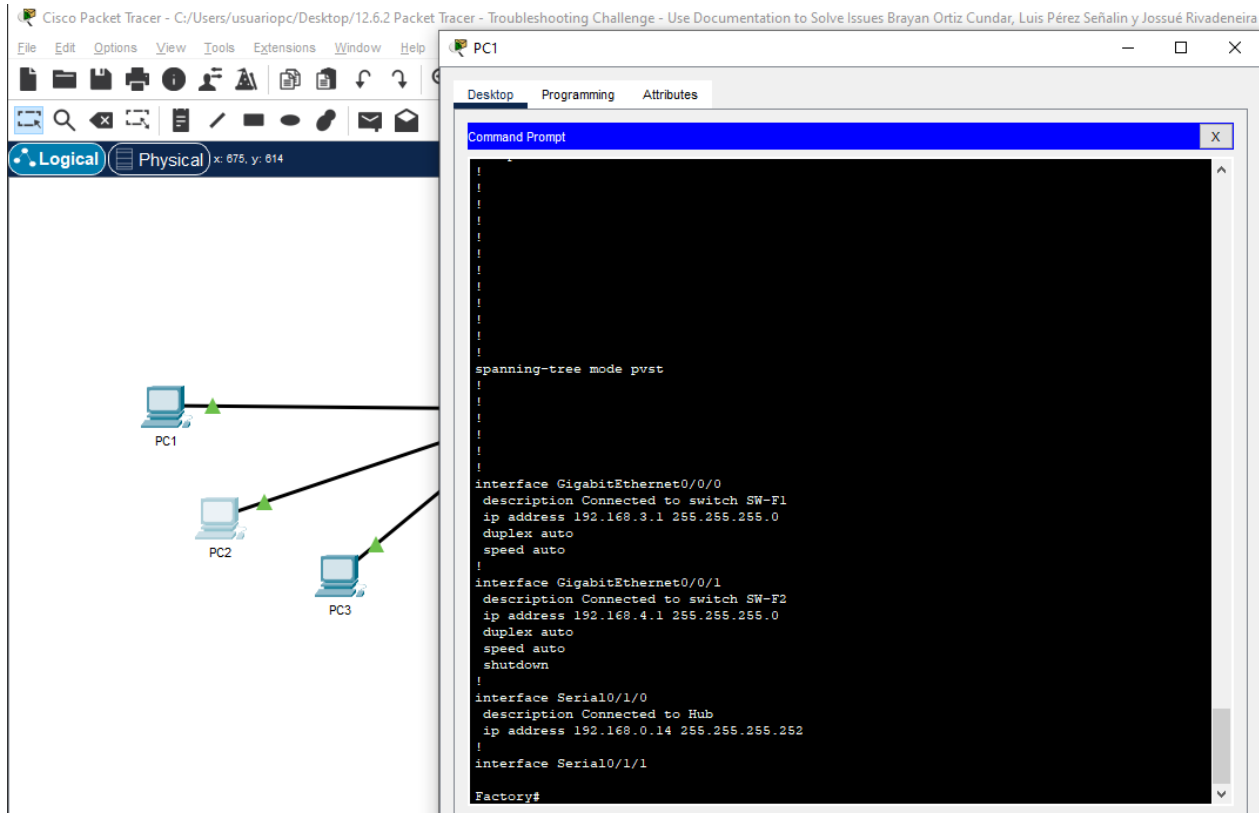 Cisco Packet Tracer - C:/Users/usuariopc/Desktop/12.6.2 Packet Tracer - Troubleshooting Challenge - Use Documentation to Solve Issues Brayan Ortiz Cundar, Luis Pérez Señalin y Jossué Rivadeneira
File Edit Options View Tools Extensions Window Help
Logical Physical x: 675, y: 614
PC1
PC2
PC3
PC1
Desktop Programming Attributes
Command Prompt X
!
!
!
!
!
!
!
!
!
!
!
!
spanning-tree mode pvst
!
!
!
!
!
!
interface GigabitEthernet0/0/0
description Connected to switch SW-F1
ip address 192.168.3.1 255.255.255.0
duplex auto
speed auto
!
interface GigabitEthernet0/0/1
description Connected to switch SW-F2
ip address 192.168.4.1 255.255.255.0
duplex auto
speed auto
shutdown
!
interface Serial0/1/0
description Connected to Hub
ip address 192.168.0.14 255.255.255.252
!
interface Serial0/1/1
Factory#